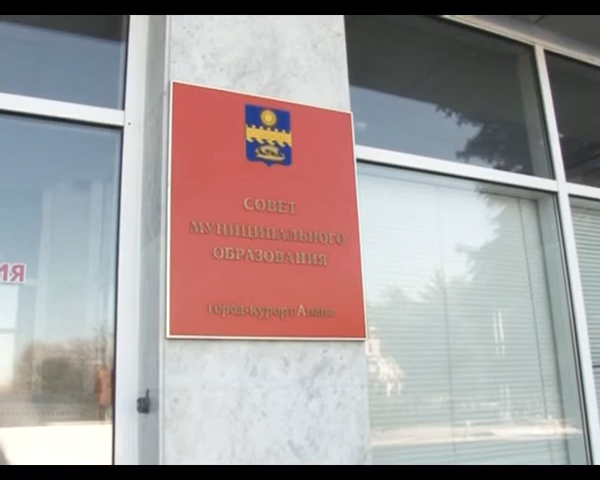 СОВЕТ
МУНИЦИПАЛЬНОГО
ОБРАЗОВАНИЯ
город-курорт Анапа
ИЯ